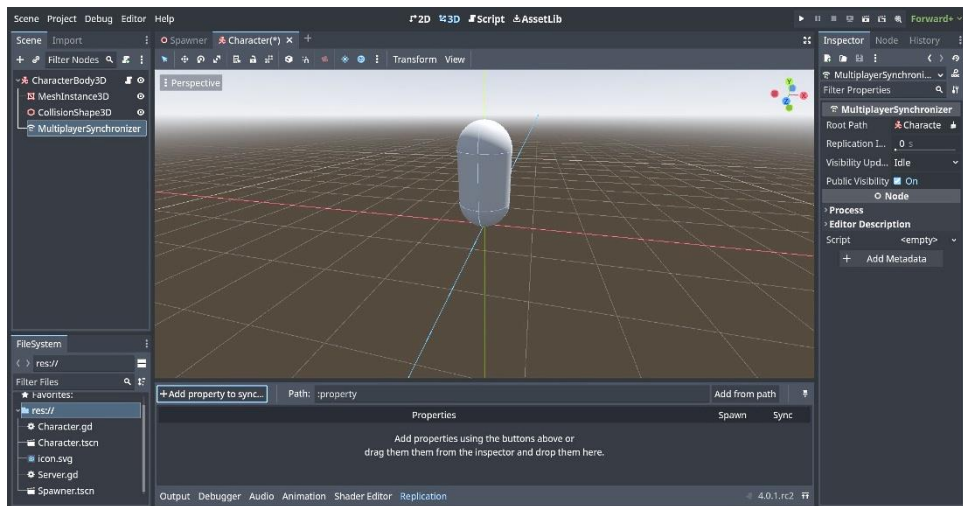 Scene Project Debug Editor Help
2D 3D Script AssetLib
Forward+
Scene Import
Filter Nodes
CharacterBody3D
MeshInstance3D
CollisionShape3D
MultiplayerSynchronizer
Spawner Character(*) × +
Transform View
Perspective
Y
X
Z
Inspector Node History
MultiplayerSynchroni...
Filter Properties
MultiplayerSynchronizer
Root Path Characte
Replication I... 0 s
Visibility Upd... Idle
Public Visibility On
Node
Process
Editor Description
Script <empty>
+ Add Metadata
FileSystem
< > res://
Filter Files
Favorites:
res://
Character.gd
Character.tscn
icon.svg
Server.gd
Spawner.tscn
+Add property to sync... Path: :property Add from path
Properties Spawn Sync
Add properties using the buttons above or
drag them them from the inspector and drop them here.
Output Debugger Audio Animation Shader Editor Replication
4.0.1.rc2